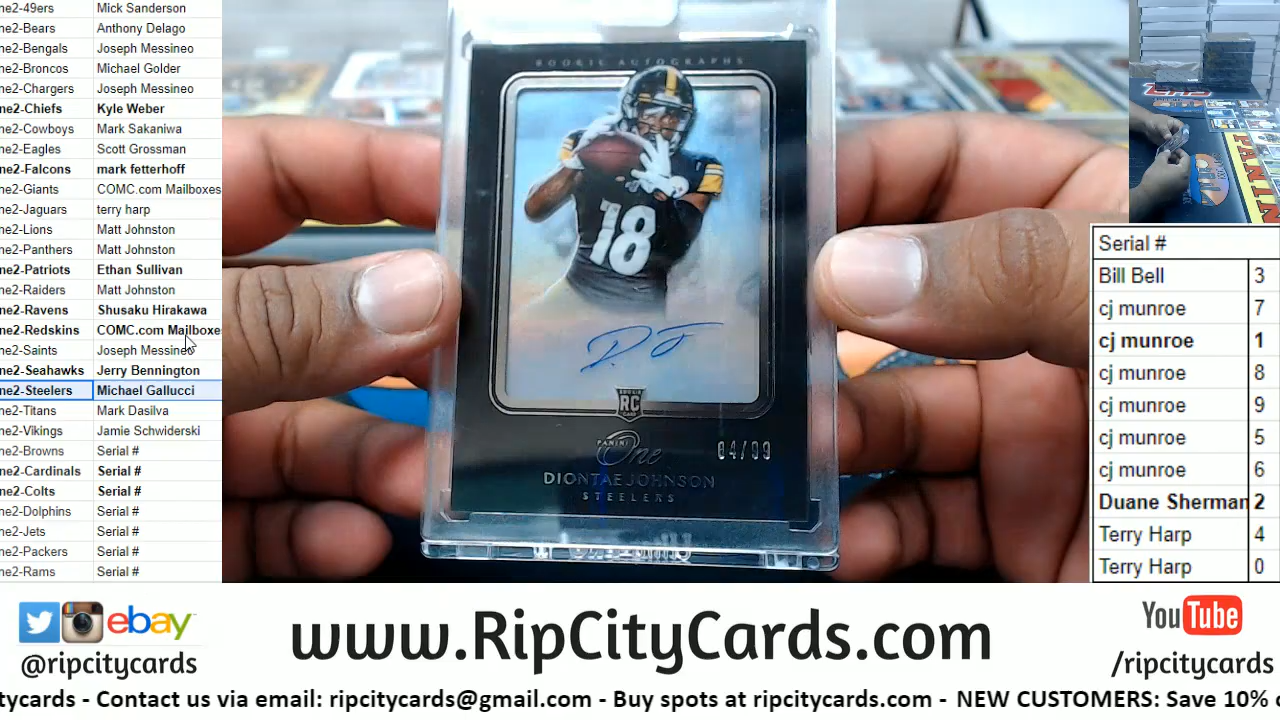 ne2-49ers Mick Sanderson
ne2-Bears Anthony Delago
ne2-Bengals Joseph Messineo
ne2-Broncos Michael Golder
ne2-Chargers Joseph Messineo
ne2-Chiefs Kyle Weber
ne2-Cowboys Mark Sakaniwa
ne2-Eagles Scott Grossman
ne2-Falcons mark fetterhoff
ne2-Giants COMC.com Mailboxes
ne2-Jaguars terry harp
ne2-Lions Matt Johnston
ne2-Panthers Matt Johnston
ne2-Patriots Ethan Sullivan
ne2-Raiders Matt Johnston
ne2-Ravens Shusaku Hirakawa
ne2-Redskins COMC.com Mailboxe
ne2-Saints Joseph Messineo
ne2-Seahawks Jerry Bennington
ne2-Steelers Michael Gallucci
ne2-Titans Mark Dasilva
ne2-Vikings Jamie Schwiderski
ne2-Browns Serial #
ne2-Cardinals Serial #
ne2-Colts Serial #
ne2-Dolphins Serial #
ne2-Jets Serial #
ne2-Packers Serial #
ne2-Rams Serial #
ROOKIE AUTOGRAPHS
18
RC
PANINI
One
04/99
DIONTAE JOHNSON
STEELERS
PANINI
Serial #
Bill Bell 3
cj munroe 7
cj munroe 1
cj munroe 8
cj munroe 9
cj munroe 5
cj munroe 6
Duane Sherman 2
Terry Harp 4
Terry Harp 0
ebay
@ripcitycards
www.RipCityCards.com
YouTube
/ripcitycards
tycards - Contact us via email: ripcitycards@gmail.com - Buy spots at ripcitycards.com - NEW CUSTOMERS: Save 10%